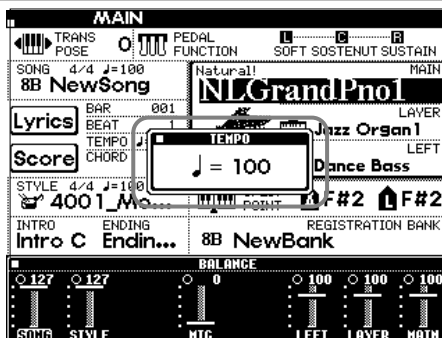 MAIN
TRANSPOSE 0 PEDAL FUNCTION L C R SOFT SOSTENUT SUSTAIN
SONG 4/4 ♩=100
8B NewSong
Natural! MAIN
NLGrandPno1
Lyrics BAR 001
BEAT 1
LAYER
Jazz Organ1
TEMPO
TEMPO
♩ = 100
Score CHORD
LEFT
Dance Bass
STYLE 4/4 ♩=100
4001_Mo...
POINT F#2 F#2
INTRO ENDING
Intro C Endin...
REGISTRATION BANK
8B NewBank
BALANCE
127 127 0 100 100 100
SONG STYLE MIC LEFT LAYER MAIN